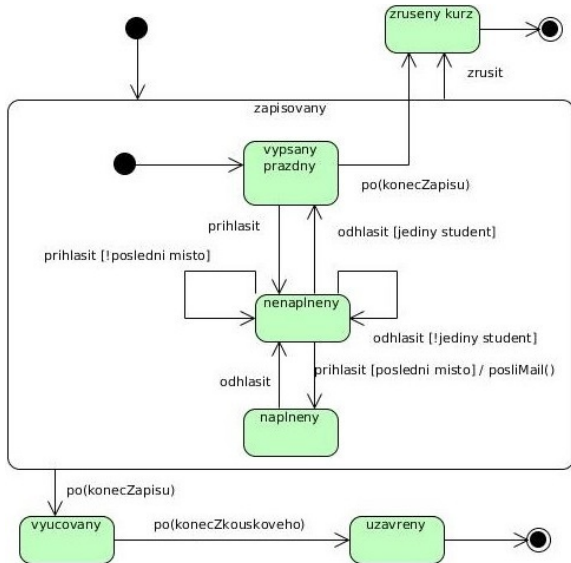 zruseny kurz
zrusit
zapisovany
vypsany
prazdny
po(konecZapisu)
prihlasit
odhlasit [jediny student]
prihlasit [!posledni misto]
nenaplneny
odhlasit [!jediny student]
odhlasit
prihlasit [posledni misto] / posliMail()
naplneny
po(konecZapisu)
vyucovany
po(konecZkouskoveho)
uzavreny